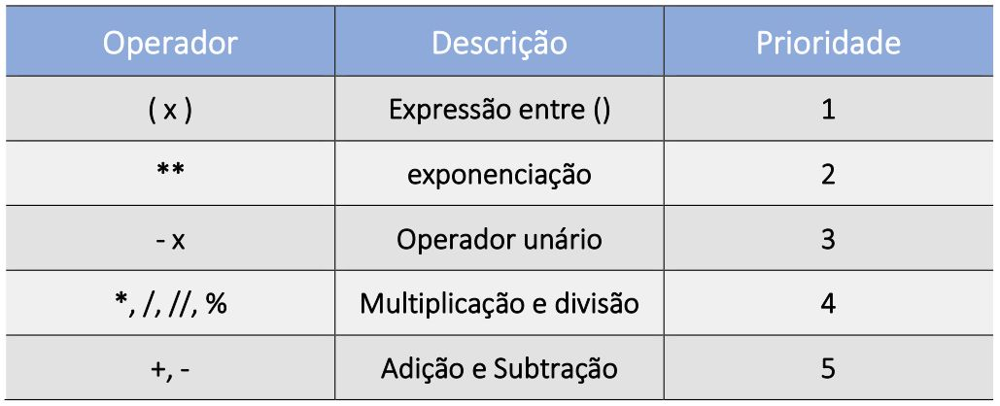 Operador Descrição Prioridade
( x ) Expressão entre () 1
** exponenciação 2
- x Operador unário 3
*, /, //, % Multiplicação e divisão 4
+, - Adição e Subtração 5